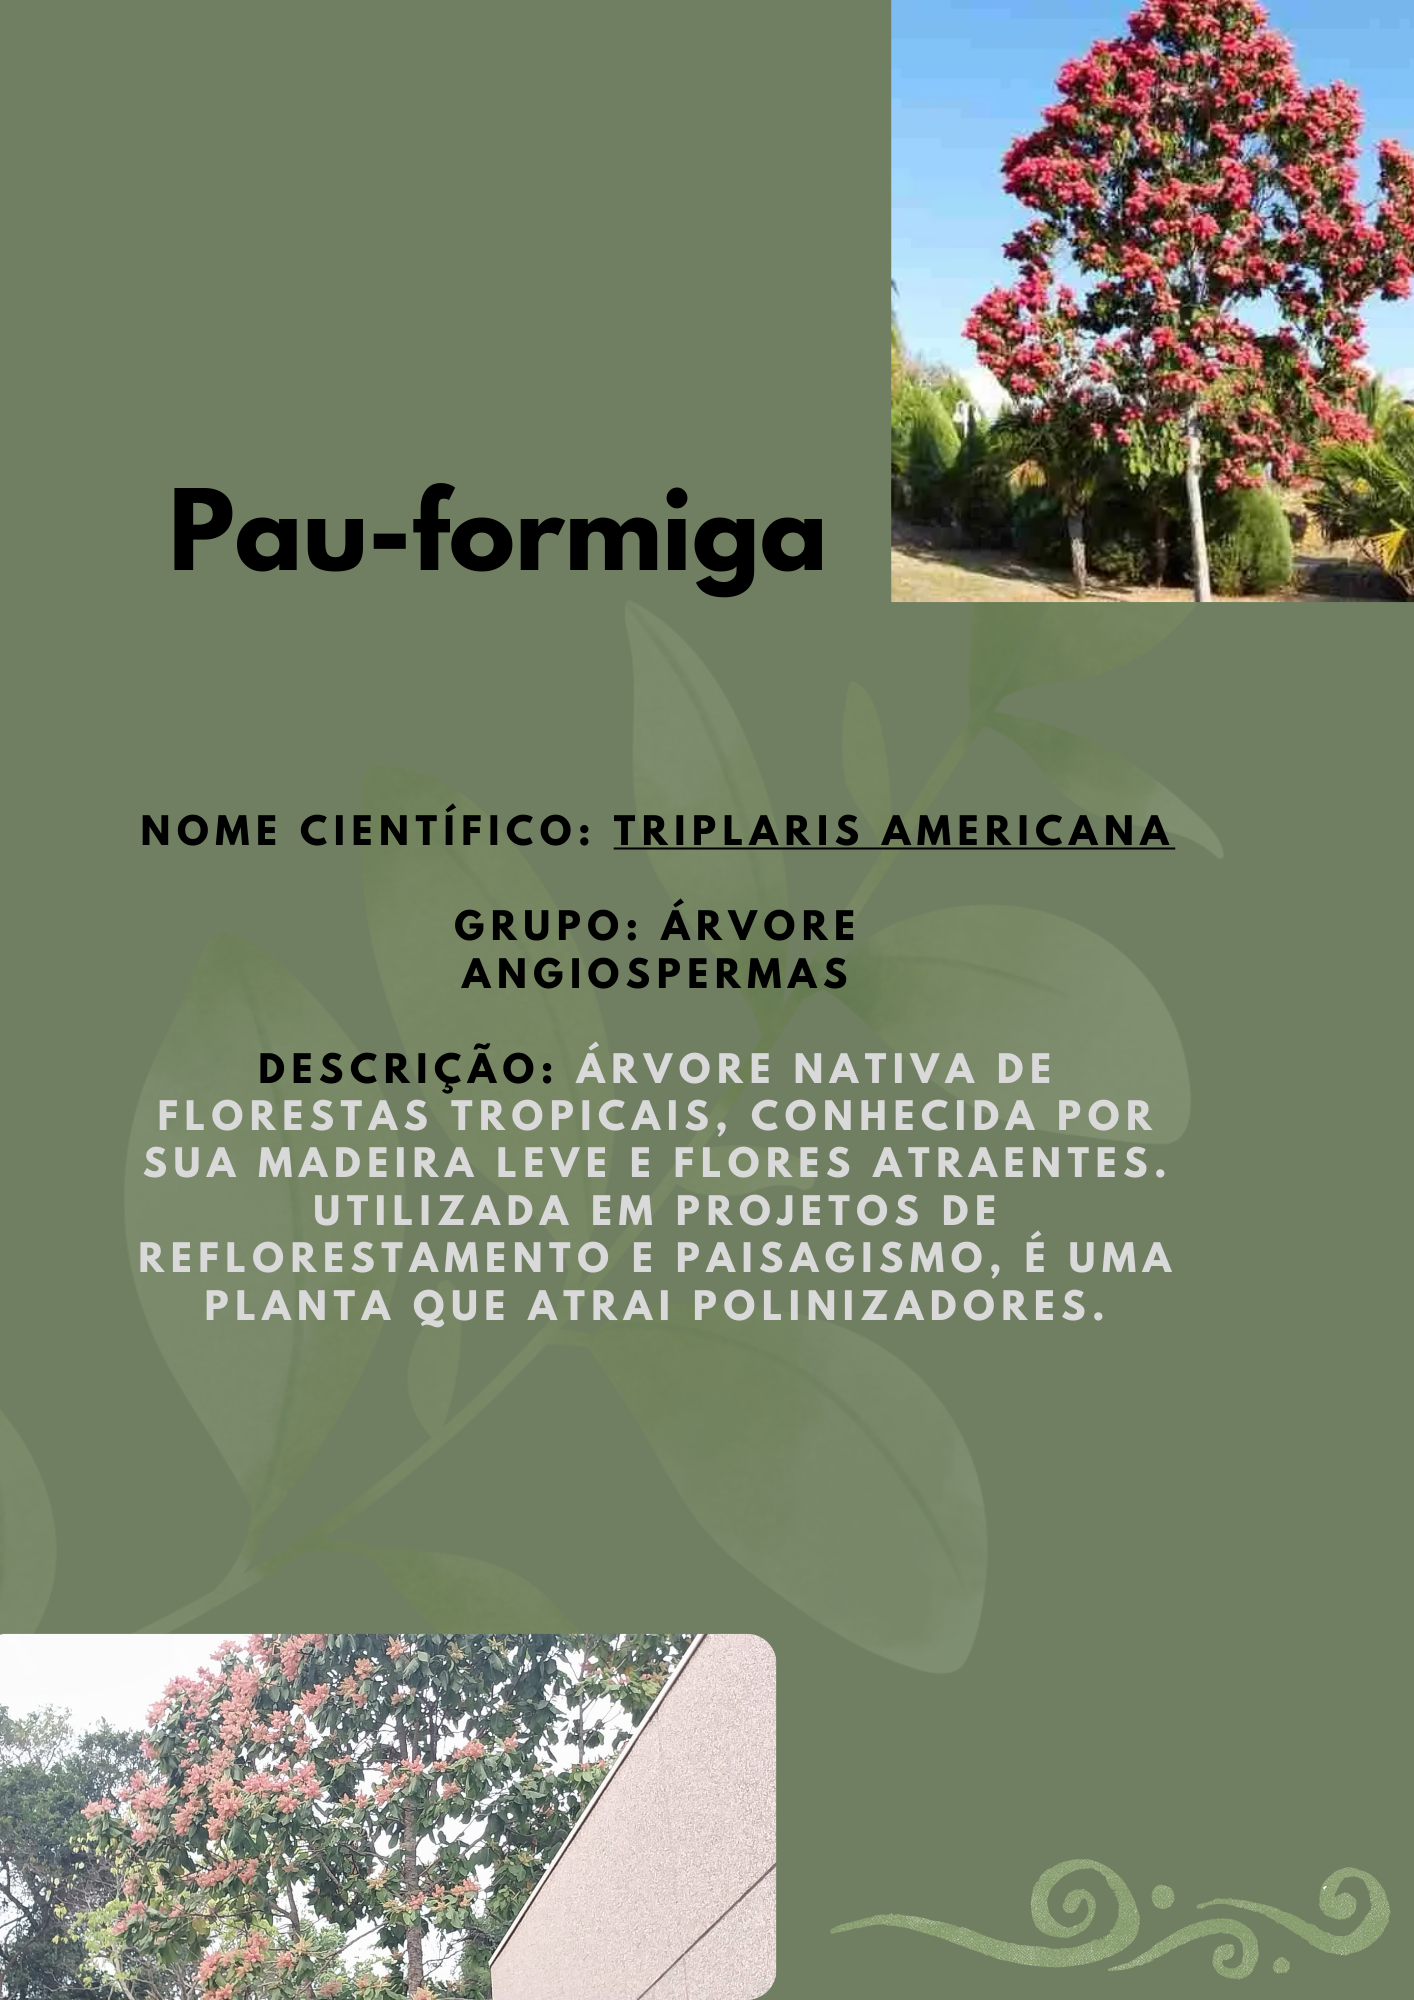 Pau-formiga
NOME CIENTÍFICO: TRIPLARIS AMERICANA
GRUPO: ÁRVORE
ANGIOSPERMAS
DESCRIÇÃO: ÁRVORE NATIVA DE
FLORESTAS TROPICAIS, CONHECIDA POR
SUA MADEIRA LEVE E FLORES ATRAENTES.
UTILIZADA EM PROJETOS DE
REFLORESTAMENTO E PAISAGISMO, É UMA
PLANTA QUE ATRAI POLINIZADORES.